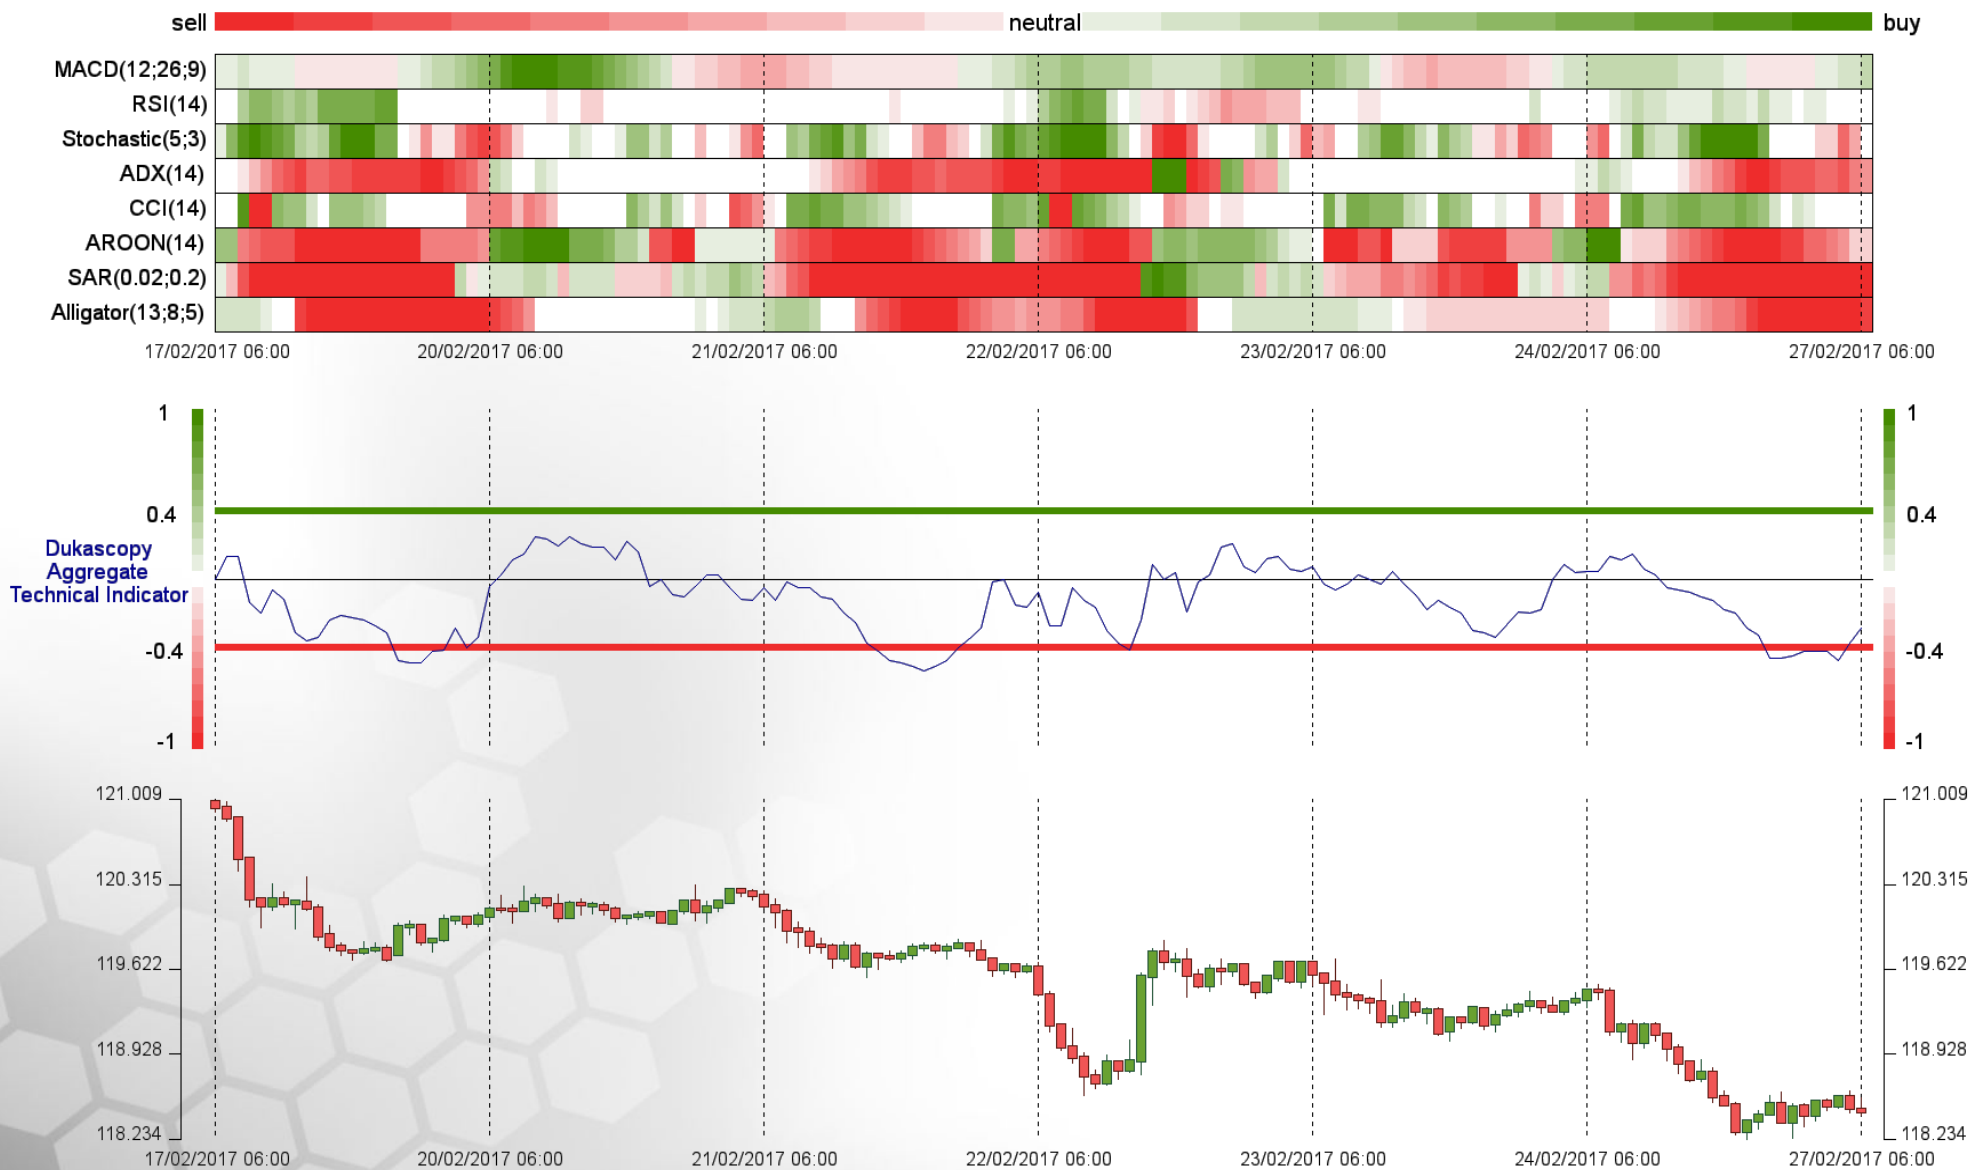 sell neutral buy
MACD(12;26;9)
RSI(14)
Stochastic(5;3)
ADX(14)
CCI(14)
AROON(14)
SAR(0.02;0.2)
Alligator(13;8;5)
17/02/2017 06:00 20/02/2017 06:00 21/02/2017 06:00 22/02/2017 06:00 23/02/2017 06:00 24/02/2017 06:00 27/02/2017 06:00
1 1
0.4 0.4
Dukascopy
Aggregate
Technical Indicator
-0.4 -0.4
-1 -1
121.009 121.009
120.315 120.315
119.622 119.622
118.928 118.928
118.234 118.234
17/02/2017 06:00 20/02/2017 06:00 21/02/2017 06:00 22/02/2017 06:00 23/02/2017 06:00 24/02/2017 06:00 27/02/2017 06:00